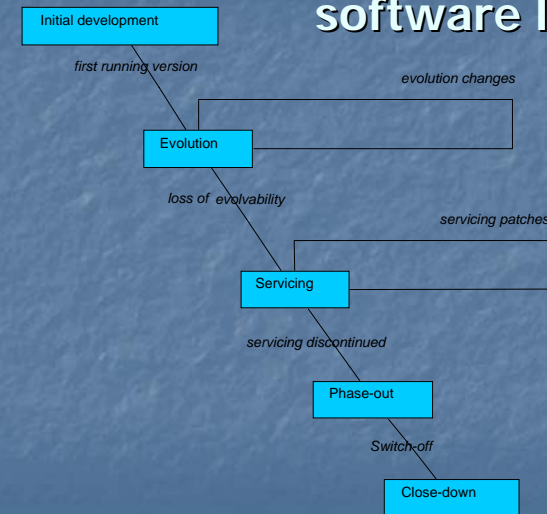 software l
Initial development
first running version
evolution changes
Evolution
loss of evolvability
servicing patches
Servicing
servicing discontinued
Phase-out
Switch-off
Close-down